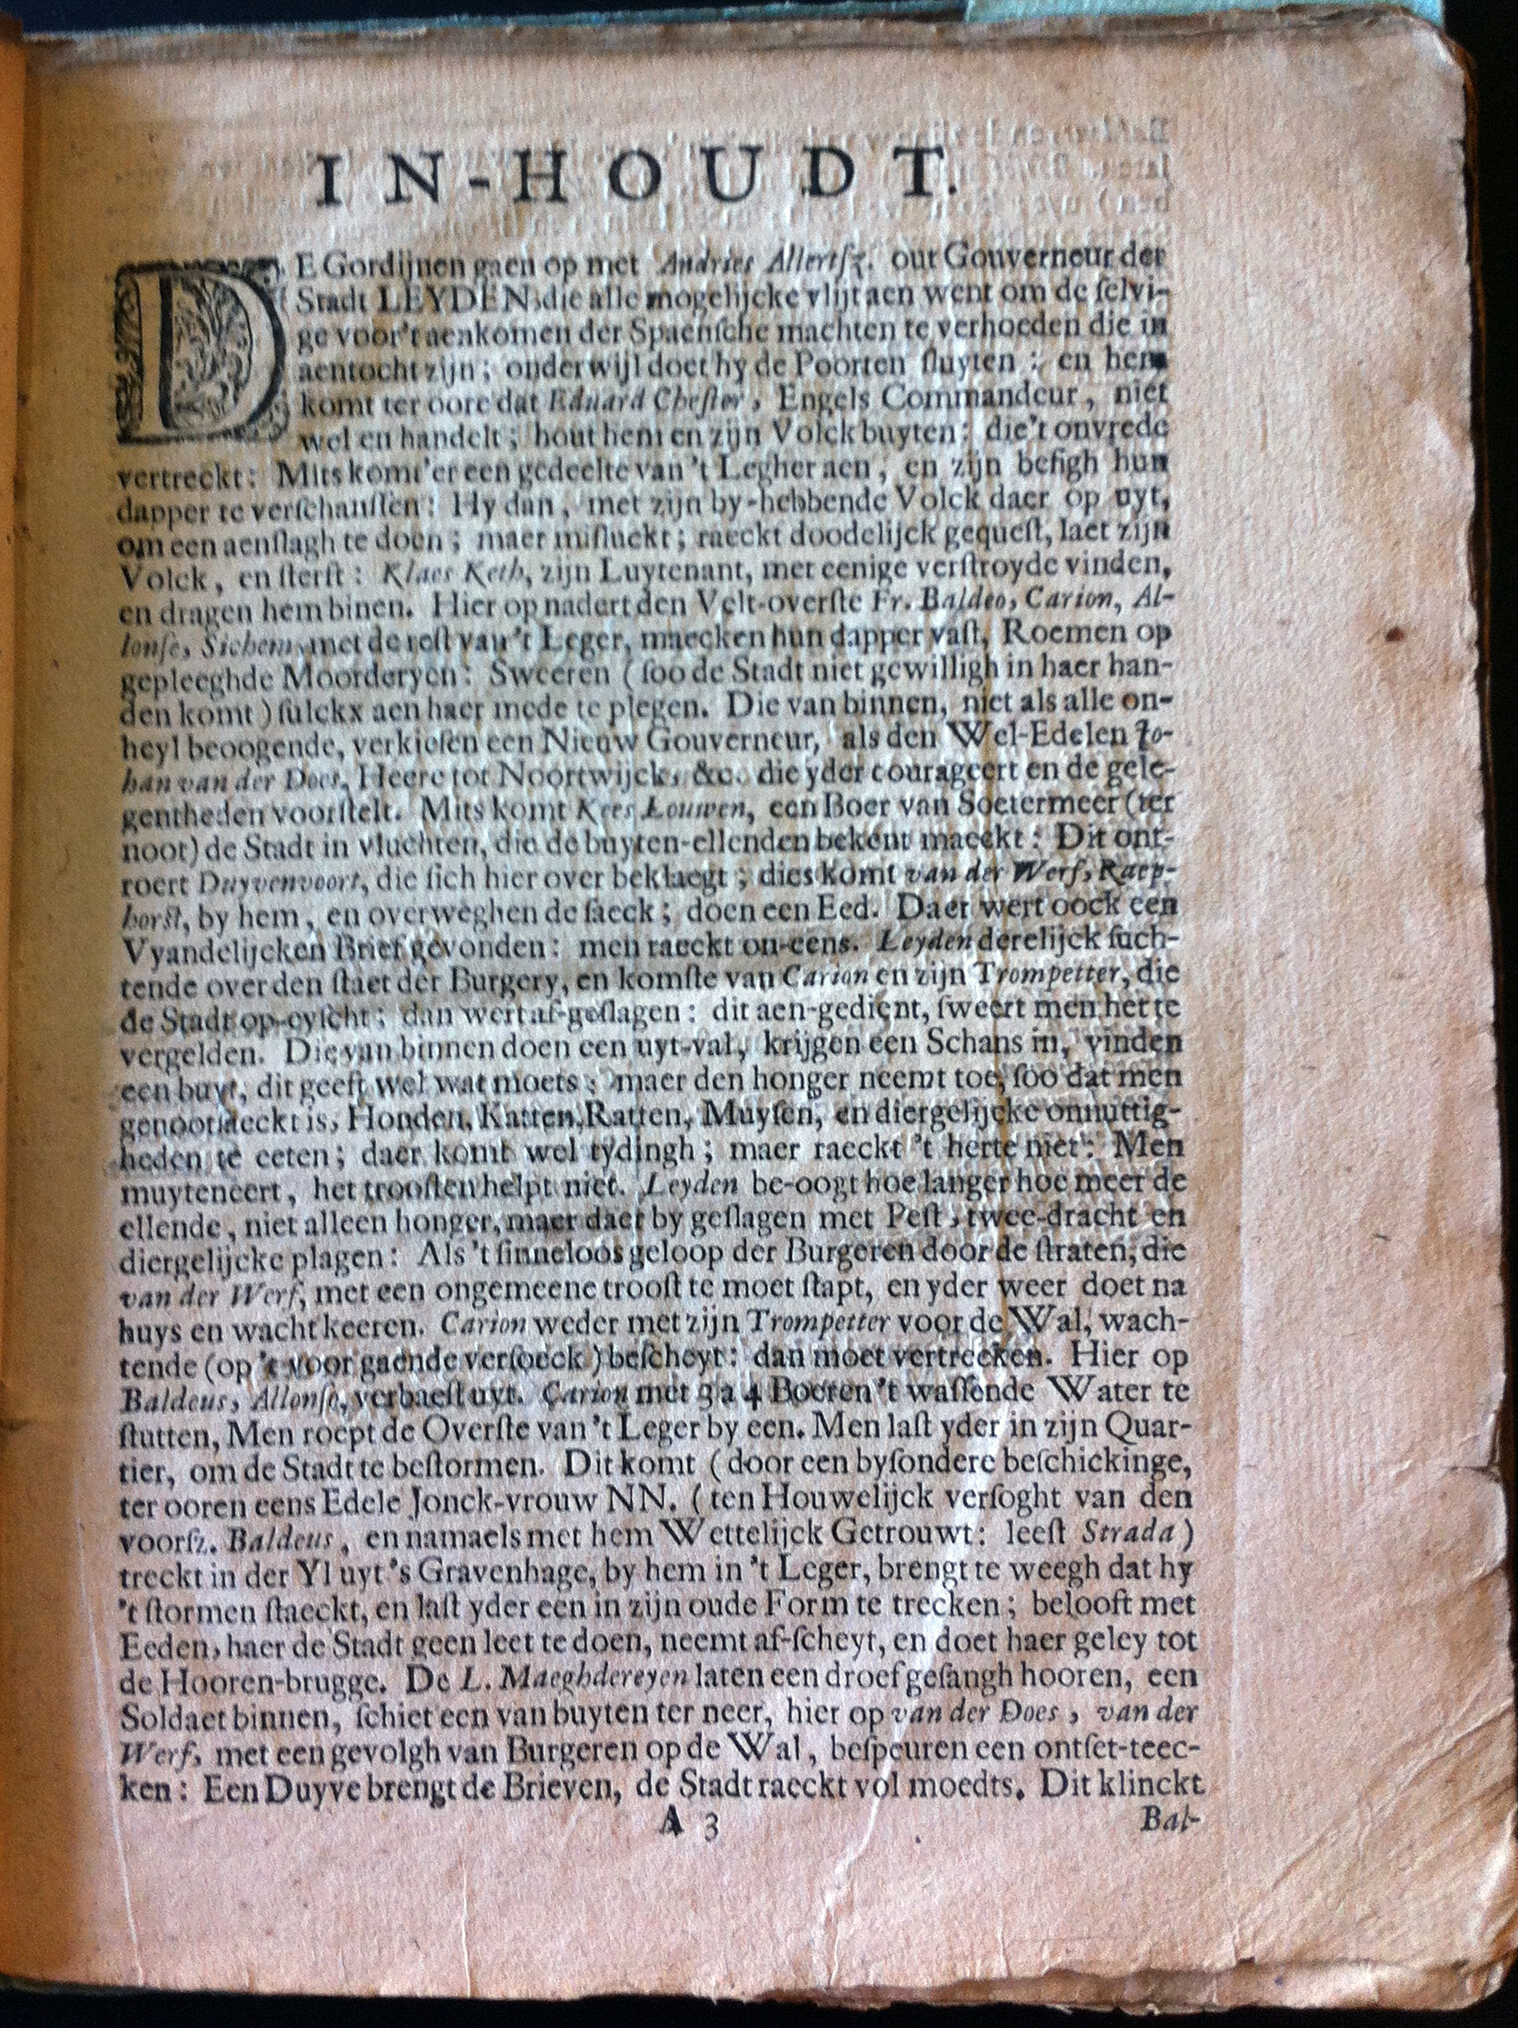 IN-HOUDT.
DE Gordijnen gaen op met Andries Allertſz. out Gouverneur der
Stadt LEYDEN, die alle mogelijcke vlijt aen went om de ſelvi-
ge voor 't aenkomen der Spaenſche machten te verhoeden die in
aentocht zijn; onderwijl doet hy de Poorten ſluyten: en hem
komt ter oore dat Eduard Cheſter, Engels Commandeur, niet
wel en handelt; hout hem en zijn Volck buyten: die 't onvrede
vertreckt: Mits komt'er een gedeelte van 't Legher aen, en zijn beſigh hun
dapper te verſchanſſen: Hy dan, met zijn by-hebbende Volck daer op uyt,
om een aenſlagh te doen; maer miſluckt; raeckt doodelijck gequeſt, laet zijn
Volck, en ſterft: Klaes Keth, zijn Luytenant, met eenige verſtroyde vinden,
en dragen hem binen. Hier op nadert den Velt-overſte Fr. Baldeo, Carion, Al-
lonſe, Sichem, met de reſt van 't Leger, maecken hun dapper vaſt, Roemen op
gepleeghde Moorderyen: Sweeren (ſoo de Stadt niet gewilligh in haer han-
den komt) ſulckx aen haer mede te plegen. Die van binnen, niet als alle on-
heyl beoogende, verkieſen een Nieuw Gouverneur, als den Wel-Edelen Jo-
han van der Does, Heere tot Noortwijck, &c. die yder courageert en de gele-
gentheden voorſtelt. Mits komt Kees Louwen, een Boer van Soetermeer (ter
noot) de Stadt in vluchten, die de buyten-ellenden bekent maeckt: Dit ont-
roert Duyvenvoort, die ſich hier over beklaegt; dies komt van der Werf, Raep-
horſt, by hem, en overweghen de ſaeck; doen een Eed. Daer wert oock een
Vyandelijcken Brief gevonden: men raeckt on-eens. Leyden derelijck ſuch-
tende over den ſtaet der Burgery, en komſte van Carion en zijn Trompetter, die
de Stadt op-eyſcht; dan wert af-geſlagen: dit aen-gedient, ſweert men het te
vergelden. Die van binnen doen een uyt-val, krijgen een Schans in, vinden
een buyt, dit geeft wel wat moets; maer den honger neemt toe, ſoo dat men
genootſaeckt is, Honden, Katten, Ratten, Muyſen, en diergelijcke onnuttig-
heden te eeten; daer komt wel tydingh; maer raeckt 't herte niet: Men
muyteneert, het trooſten helpt niet. Leyden be-oogt hoe langer hoe meer de
ellende, niet alleen honger, maer daer by geſlagen met Peſt, twee-dracht en
diergelijcke plagen: Als 't ſinneloos geloop der Burgeren door de ſtraten, die
van der Werf, met een ongemeene trooſt te moet ſtapt, en yder weer doet na
huys en wacht keeren. Carion weder met zijn Trompetter voor de Wal, wach-
tende (op 't voor gaende verſoeck) beſcheyt: dan moet vertrecken. Hier op
Baldeus, Allonſo, verbaeſt uyt. Carion met 3 a 4 Boeren 't waſſende Water te
ſtutten, Men roept de Overſte van 't Leger by een. Men laſt yder in zijn Quar-
tier, om de Stadt te beſtormen. Dit komt (door een byſondere beſchickinge,
ter ooren eens Edele Jonck-vrouw NN. (ten Houwelijck verſoght van den
voorſz. Baldeus, en namaels met hem Wettelijck Getrouwt: leeſt Strada)
treckt in der Yl uyt 's Gravenhage, by hem in 't Leger, brengt te weegh dat hy
't ſtormen ſtaeckt, en laſt yder een in zijn oude Form te trecken; belooft met
Eeden, haer de Stadt geen leet te doen, neemt af-ſcheyt, en doet haer geley tot
de Hooren-brugge. De L. Maeghdereyen laten een droef geſangh hooren, een
Soldaet binnen, ſchiet een van buyten ter neer, hier op van der Does, van der
Werf, met een gevolgh van Burgeren op de Wal, beſpeuren een ontſet-teec-
ken: Een Duyve brengt de Brieven, de Stadt raeckt vol moedts. Dit klinckt
A 3
Bal-